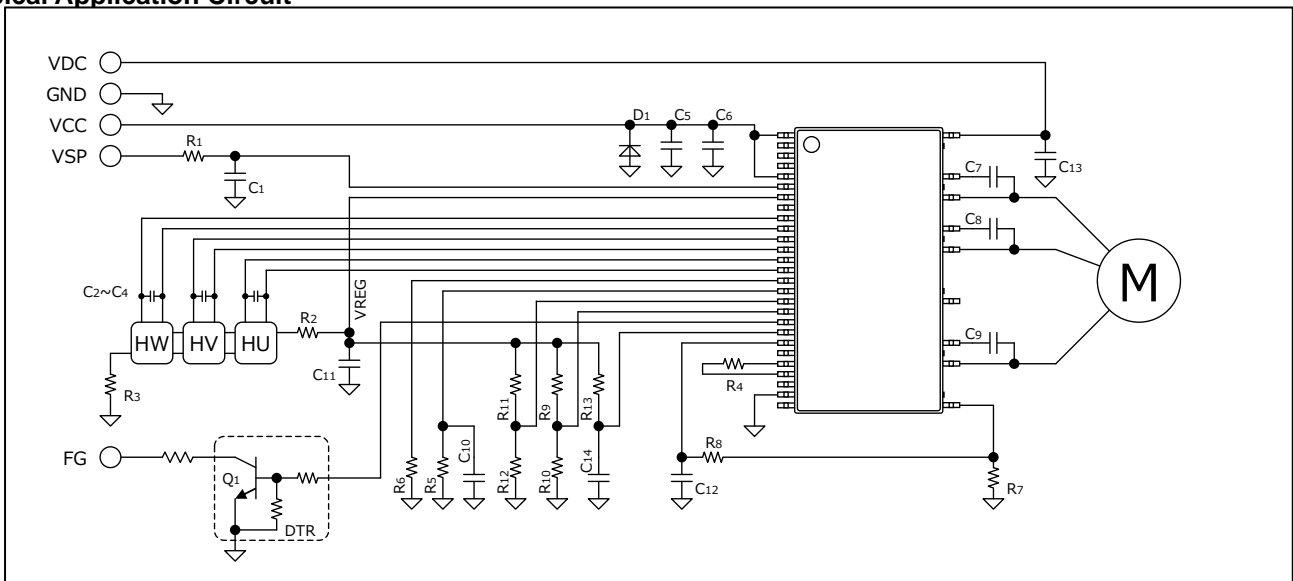 ical Application Circuit
VDC
GND
VCC
VSP
R1
C1
D1
C5
C6
C7
C13
C8
M
C2~C4
HW
HV
HU
R2
VREG
C11
C9
R3
R4
R11
R9
R13
FG
Q1
DTR
R6
R5
C10
R12
R10
C14
C12
R8
R7